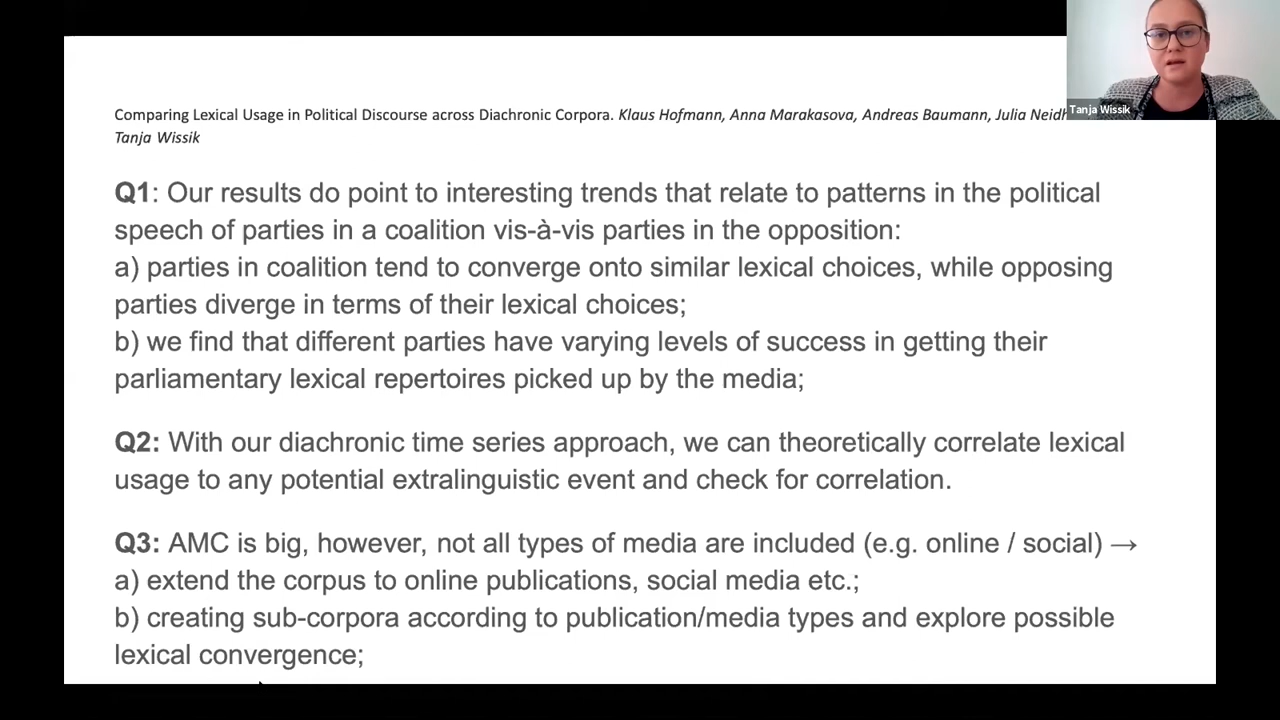 Comparing Lexical Usage in Political Disourse across Diachronic Corpora. Klaus Hofmann, Anna Marakasova, Andreas Baumann, Julia Neidh
Tanja Wissik
Tanja Wissik
Q1: Our results do point to interesting trends that relate to patterns in the political
speech of parties in a coalition vis-à-vis parties in the opposition:
a) parties in coalition tend to converge onto similar lexical choices, while opposing
parties diverge in terms of their lexical choices;
b) we find that different parties have varying levels of success in getting their
parliamentary lexical repertoires picked up by the media;
Q2: With our diachronic time series approach, we can theoretically correlate lexical
usage to any potential extralinguistic event and check for correlation.
Q3: AMC is big, however, not all types of media are included (e.g. online / social) →
a) extend the corpus to online publications, social media etc.;
b) creating sub-corpora according to publication/media types and explore possible
lexical convergence;